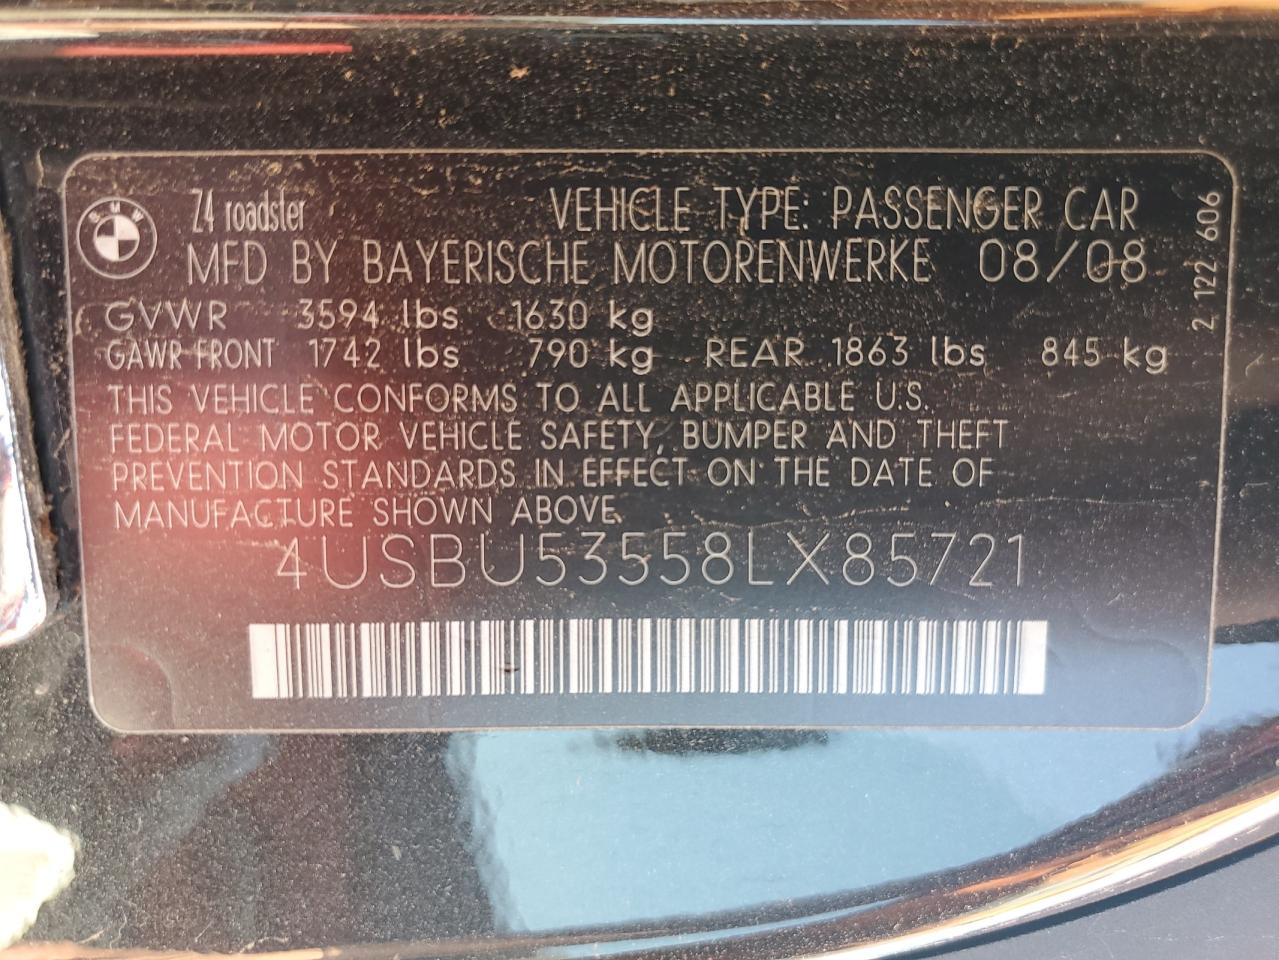 BMW
Z4 roadster VEHICLE TYPE: PASSENGER CAR
MFD BY BAYERISCHE MOTORENWERKE 08/08
GVWR 3594 lbs 1630 kg
GAWR FRONT 1742 lbs 790 kg REAR 1863 lbs 845 kg
THIS VEHICLE CONFORMS TO ALL APPLICABLE U.S.
FEDERAL MOTOR VEHICLE SAFETY, BUMPER AND THEFT
PREVENTION STANDARDS IN EFFECT ON THE DATE OF
MANUFACTURE SHOWN ABOVE
4USBU53558LX85721
2 122 606